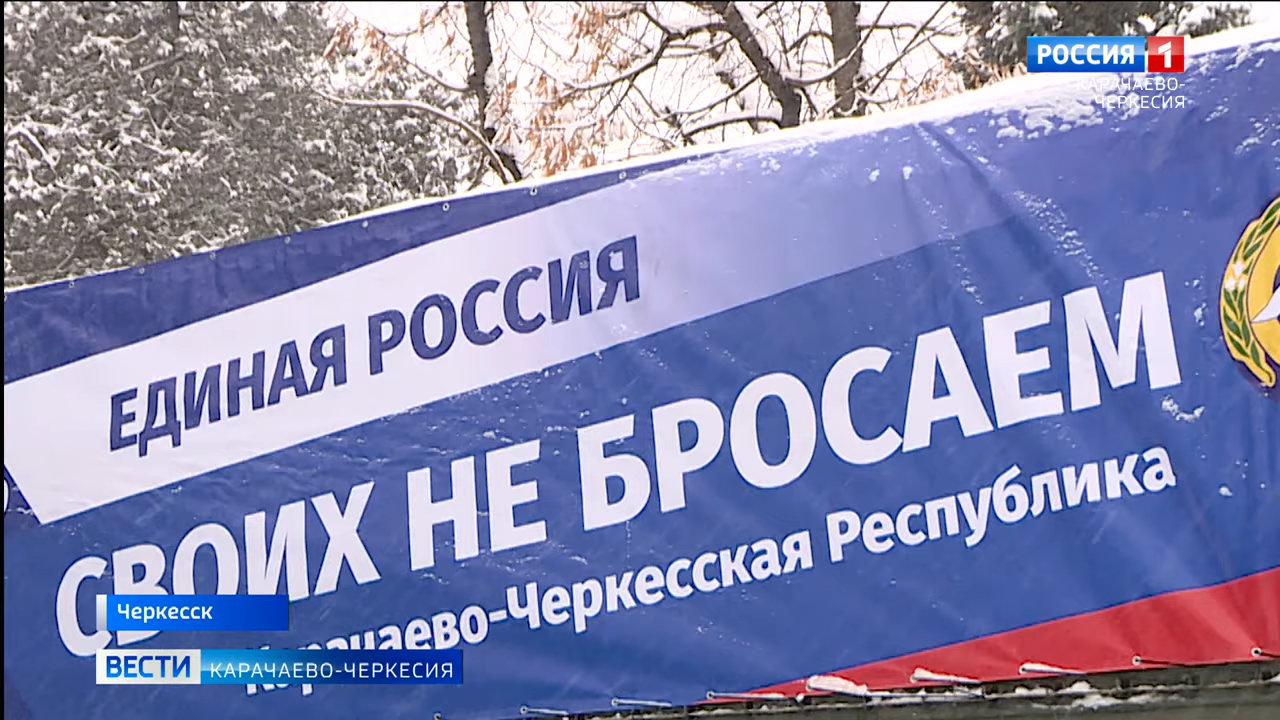 РОССИЯ 1
КАРАЧАЕВО-
ЧЕРКЕСИЯ
ЕДИНАЯ РОССИЯ
СВОИХ НЕ БРОСАЕМ
Карачаево-Черкесская Республика
Черкесск
ВЕСТИ КАРАЧАЕВО-ЧЕРКЕСИЯ